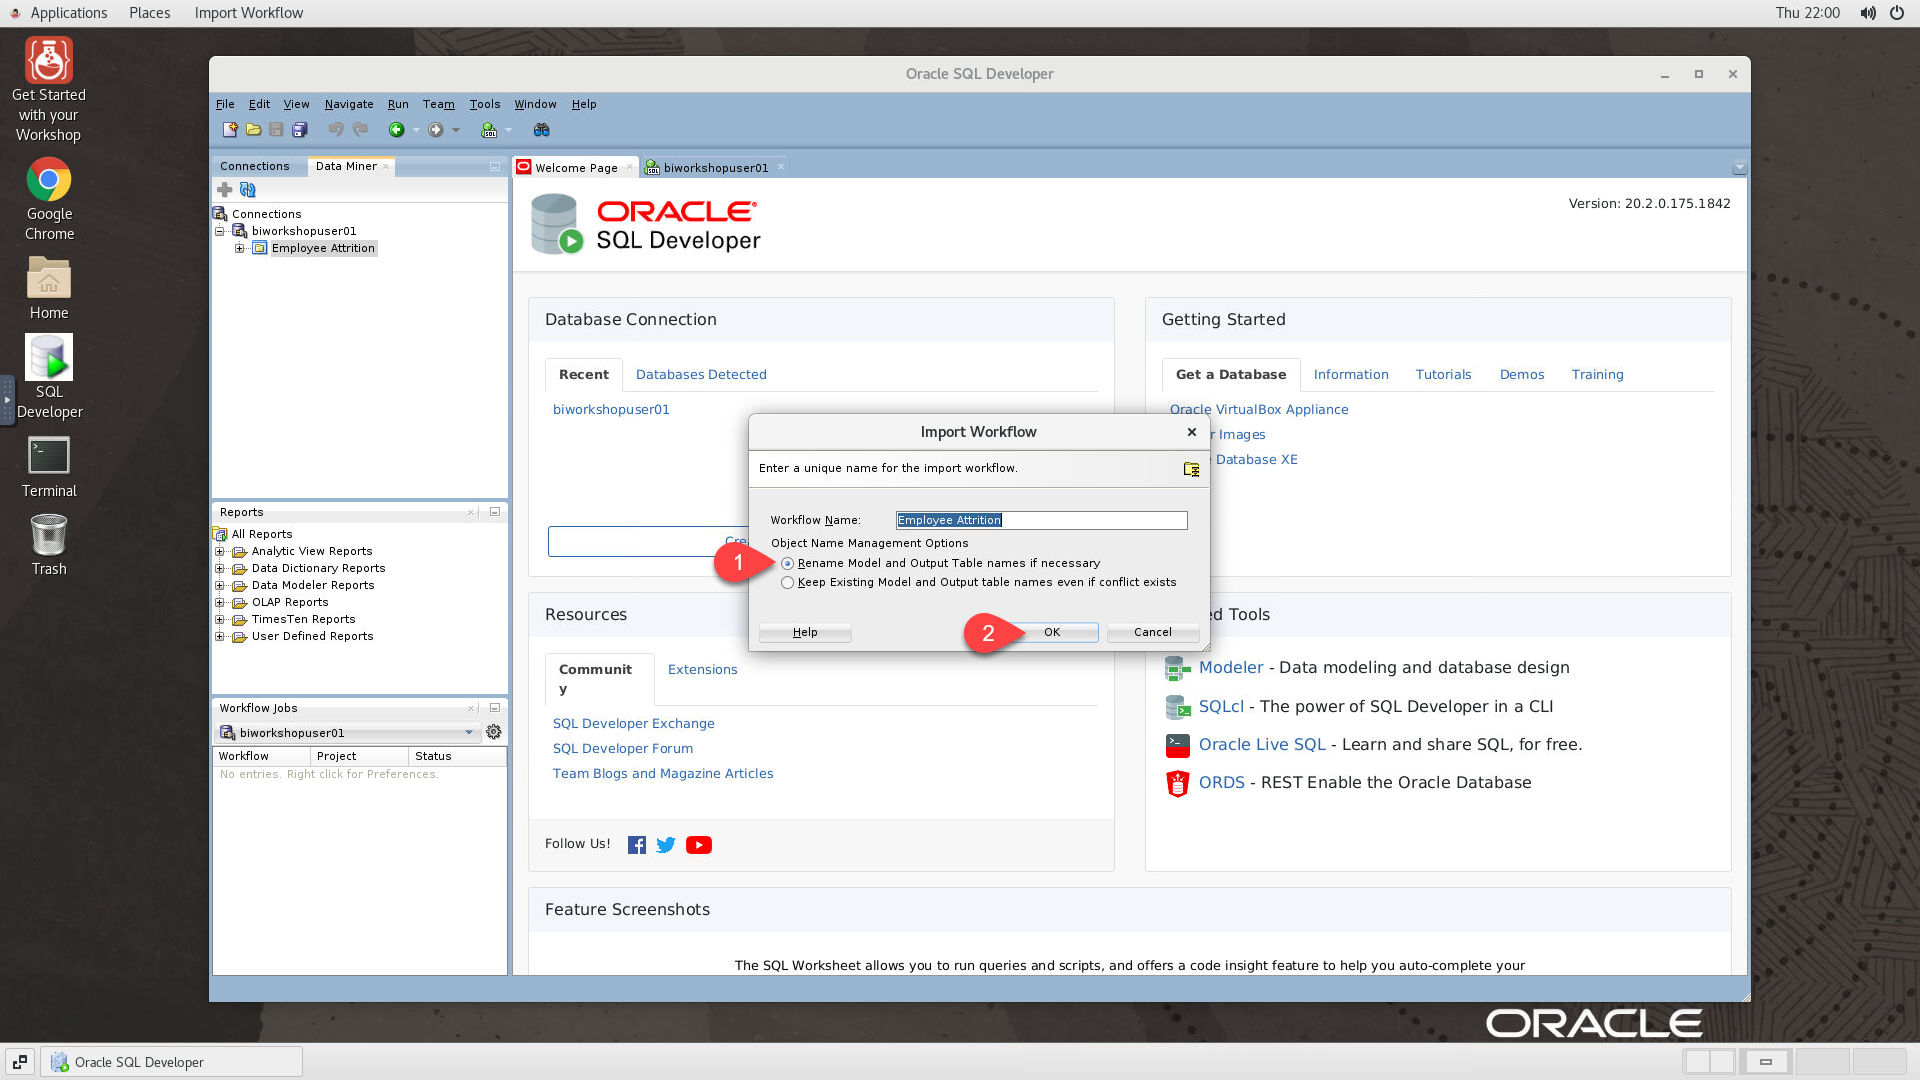 Applications Places Import Workflow Thu 22:00
Get Started
with your
Workshop
Google
Chrome
Home
SQL
Developer
Terminal
Trash
Oracle SQL Developer
File Edit View Navigate Run Team Tools Window Help
Connections Data Miner
Connections
biworkshopuser01
Employee Attrition
Reports
All Reports
Analytic View Reports
Data Dictionary Reports
Data Modeler Reports
OLAP Reports
TimesTen Reports
User Defined Reports
Workflow Jobs
biworkshopuser01
Workflow Project Status
No entries. Right click for Preferences.
Welcome Page biworkshopuser01
ORACLE
SQL Developer
Version: 20.2.0.175.1842
Database Connection
Recent Databases Detected
biworkshopuser01
Getting Started
Get a Database Information Tutorials Demos Training
Oracle VirtualBox Appliance
Images
Database XE
Import Workflow
Enter a unique name for the import workflow.
Workflow Name: Employee Attrition
Object Name Management Options
1
Rename Model and Output Table names if necessary
Keep Existing Model and Output table names even if conflict exists
Help 2 OK Cancel
Resources
Communit
y
Extensions
SQL Developer Exchange
SQL Developer Forum
Team Blogs and Magazine Articles
Follow Us!
Tools
Modeler - Data modeling and database design
SQLcl - The power of SQL Developer in a CLI
Oracle Live SQL - Learn and share SQL, for free.
ORDS - REST Enable the Oracle Database
Feature Screenshots
The SQL Worksheet allows you to run queries and scripts, and offers a code insight feature to help you auto-complete your
ORACLE
Oracle SQL Developer